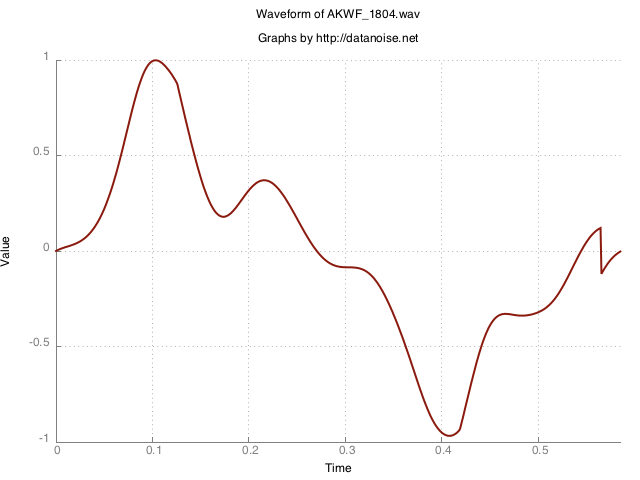 Waveform of AKWF_1804.wav
Graphs by http://datanoise.net
1
0.5
0
-0.5
-1
Value
0 0.1 0.2 0.3 0.4 0.5
Time